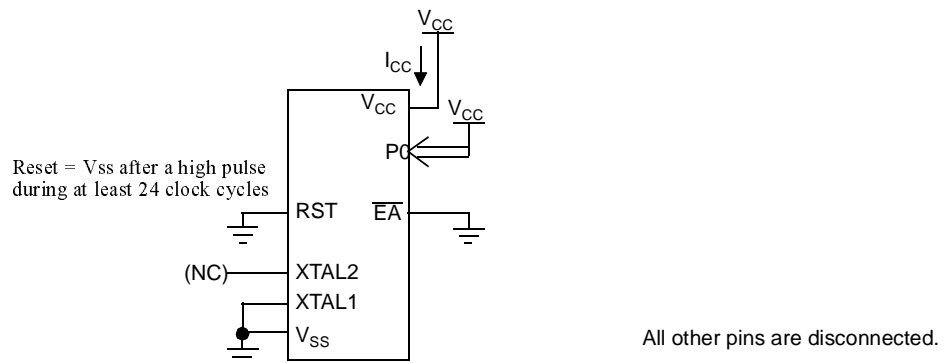 VCC
ICC
VCC
VCC
P0
Reset = Vss after a high pulse
during at least 24 clock cycles
RST
EA
(NC)
XTAL2
XTAL1
VSS
All other pins are disconnected.